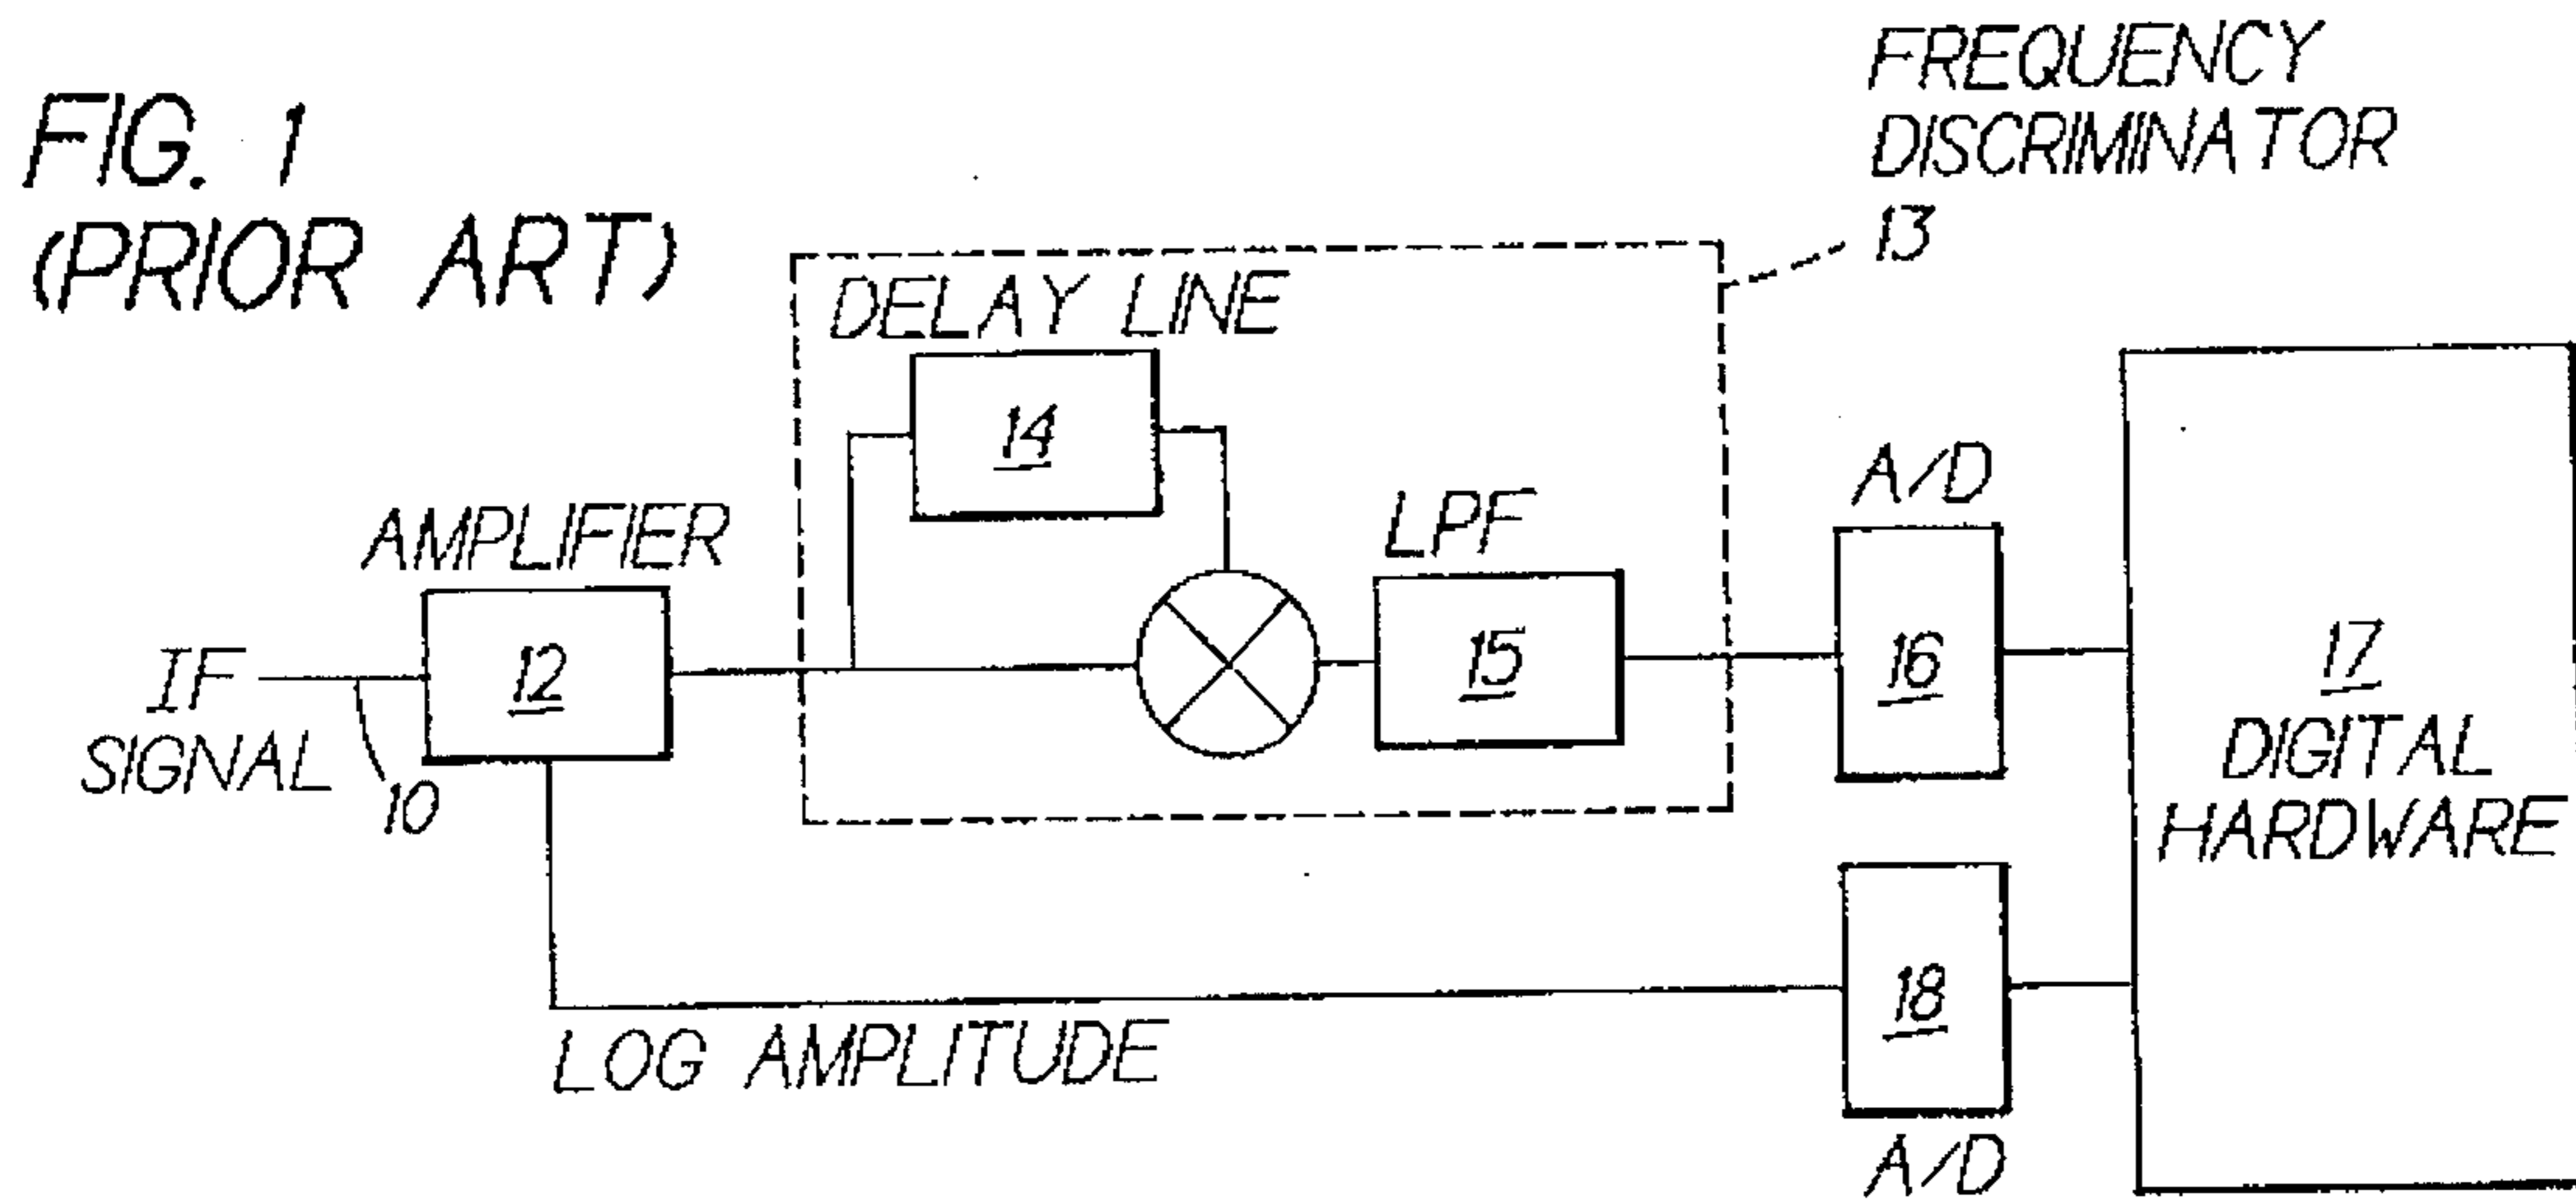 FIG. 1
(PRIOR ART)
FREQUENCY
DISCRIMINATOR
13
DELAY LINE
14
AMPLIFIER
12
IF
SIGNAL
10
LPF
15
A/D
16
17
DIGITAL
HARDWARE
LOG AMPLITUDE
18
A/D